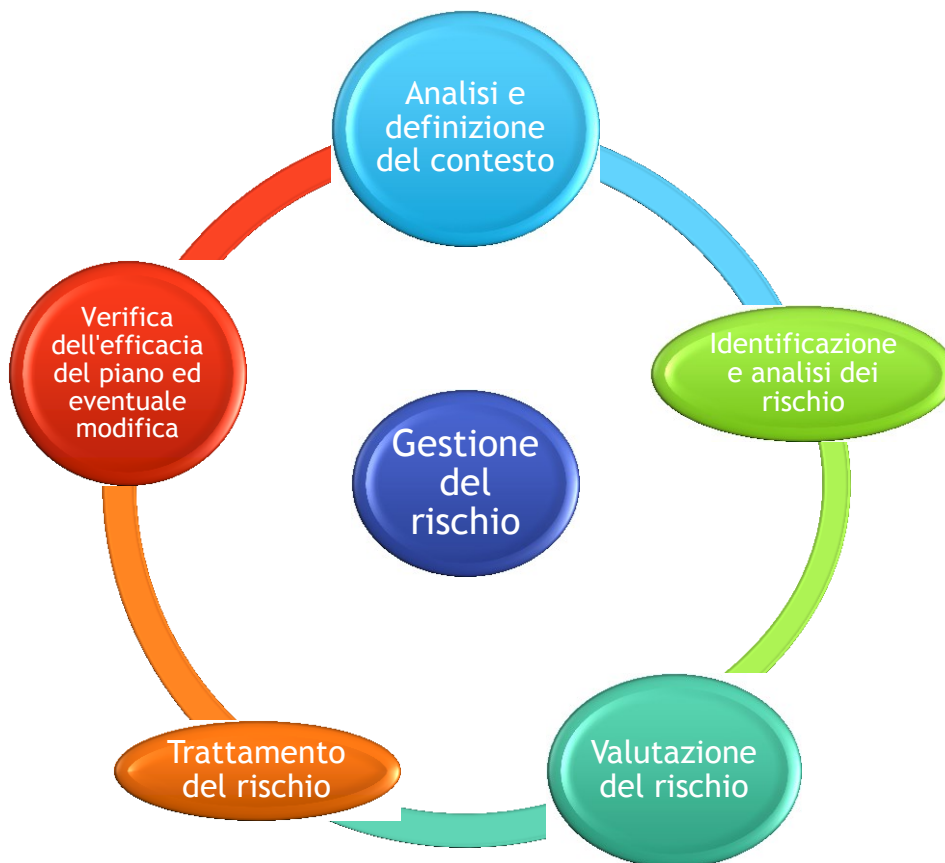 Analisi e
definizione
del contesto
Identificazione
e analisi dei
rischio
Valutazione
del rischio
Trattamento
del rischio
Verifica
dell'efficacia
del piano ed
eventuale
modifica
Gestione
del
rischio